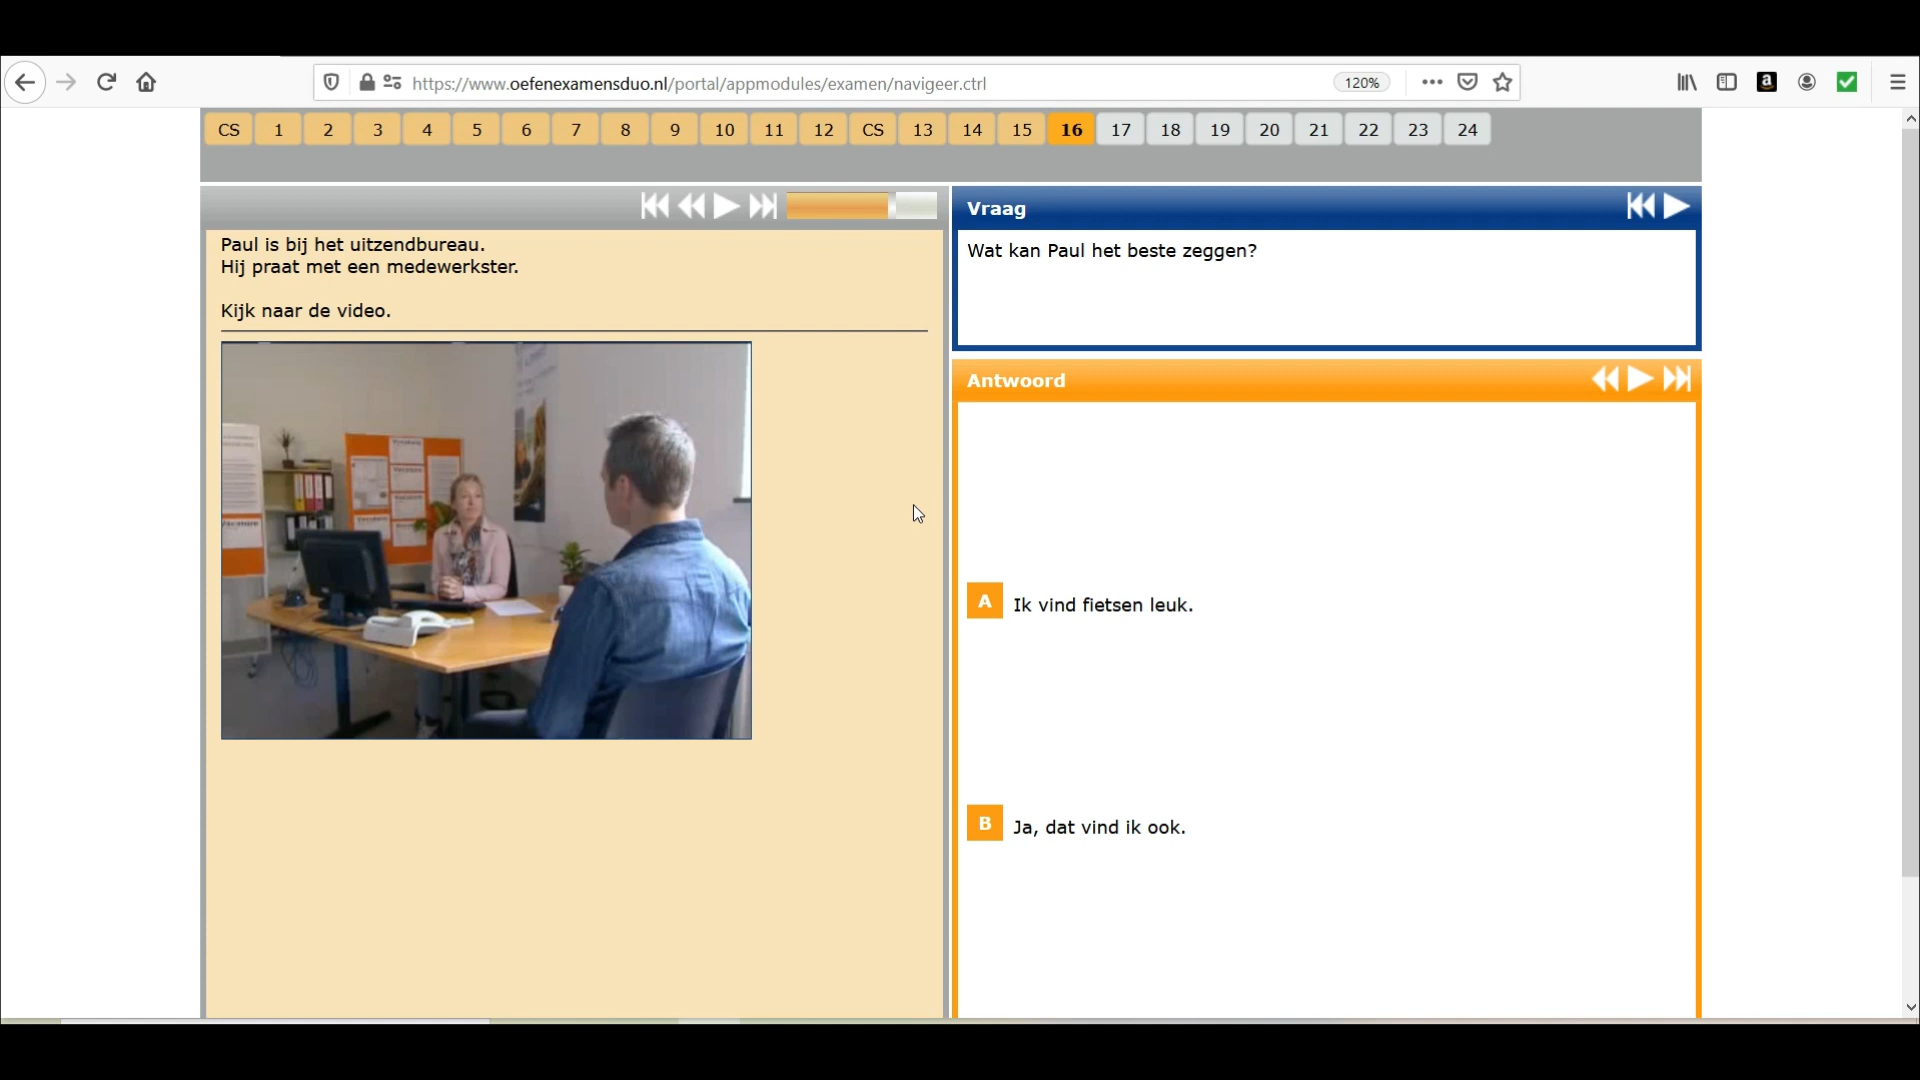 https://www.oefenexamensduo.nl/portal/appmodules/examen/navigeer.ctrl
120%
CS 1 2 3 4 5 6 7 8 9 10 11 12 CS 13 14 15 16 17 18 19 20 21 22 23 24
Paul is bij het uitzendbureau.
Hij praat met een medewerkster.
Kijk naar de video.
Vraag
Wat kan Paul het beste zeggen?
Antwoord
A Ik vind fietsen leuk.
B Ja, dat vind ik ook.